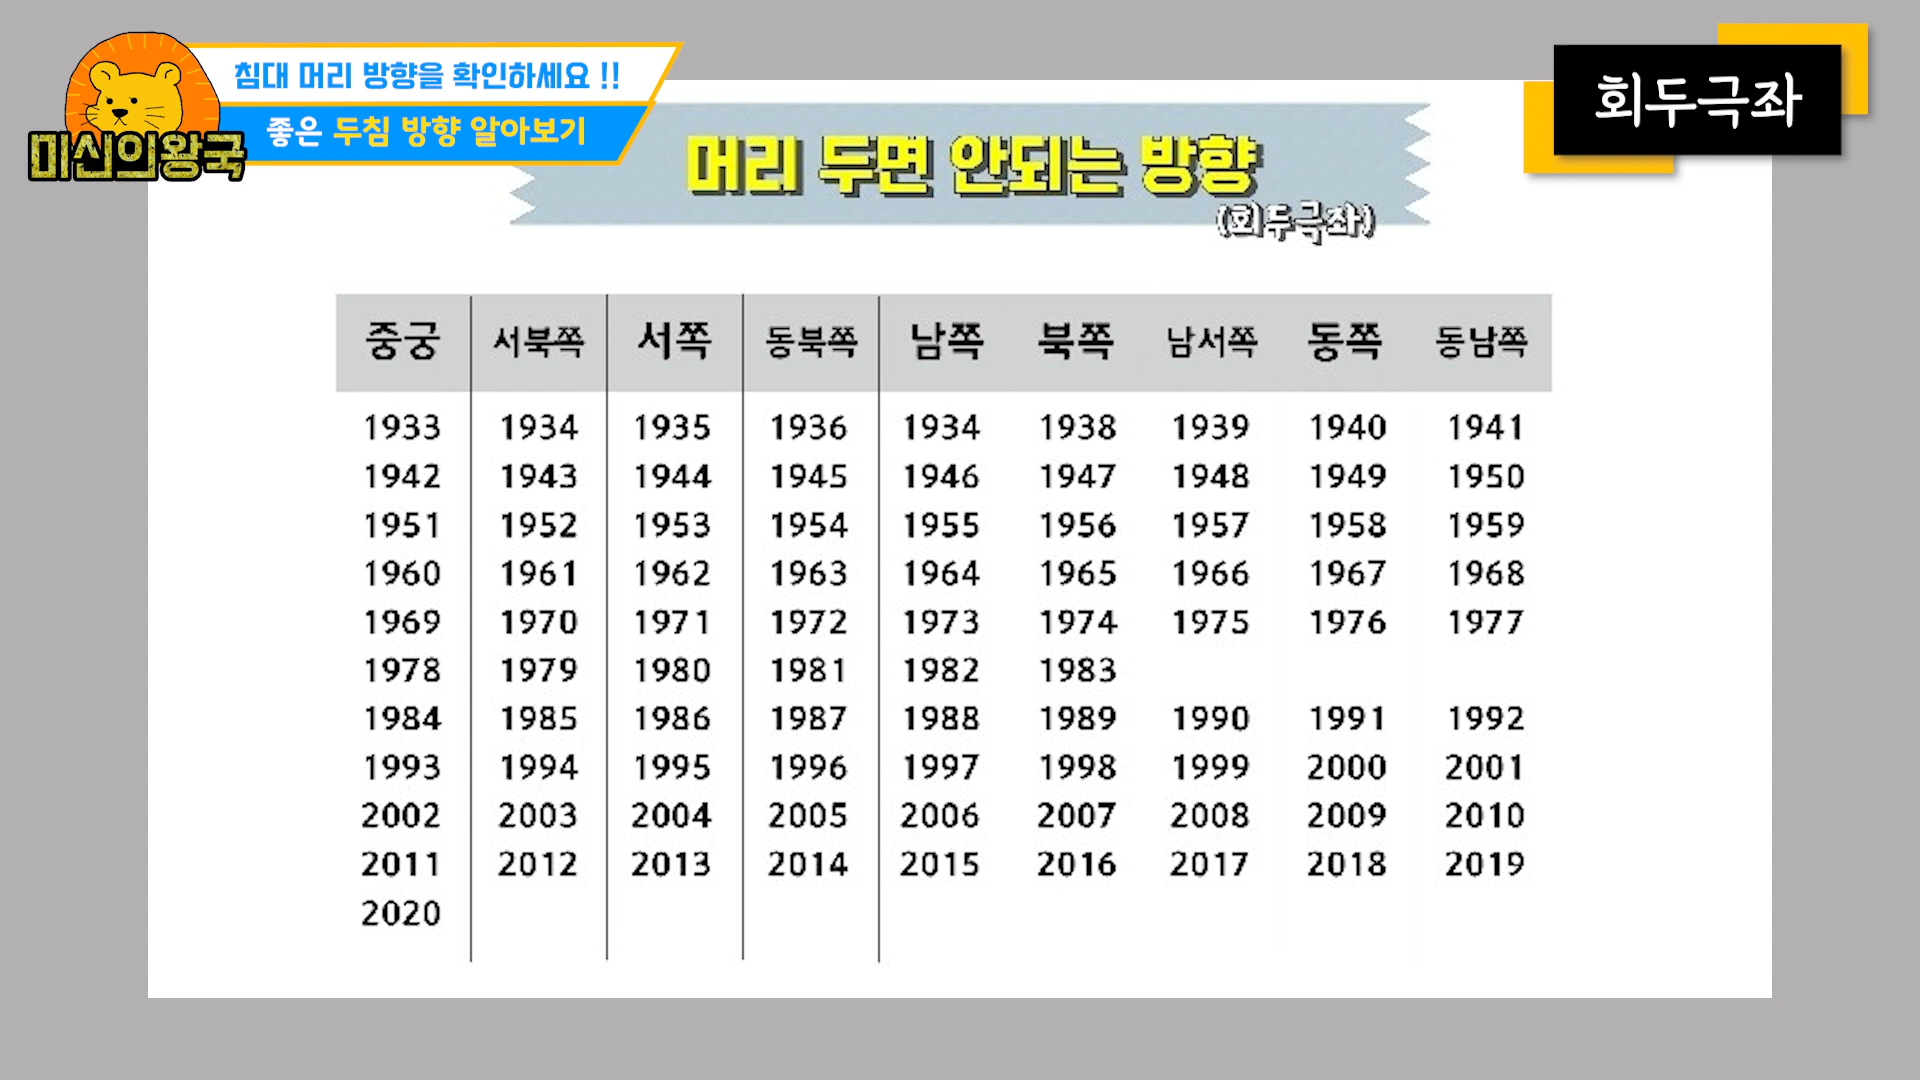 침대 머리 방향을 확인하세요 !!
좋은 두침 방향 알아보기
미신의왕국
회두극좌
머리 두면 안되는 방향
(회두극좌)
중궁 서북쪽 서쪽 동북쪽 남쪽 북쪽 남서쪽 동쪽 동남쪽
1933 1934 1935 1936 1934 1938 1939 1940 1941
1942 1943 1944 1945 1946 1947 1948 1949 1950
1951 1952 1953 1954 1955 1956 1957 1958 1959
1960 1961 1962 1963 1964 1965 1966 1967 1968
1969 1970 1971 1972 1973 1974 1975 1976 1977
1978 1979 1980 1981 1982 1983
1984 1985 1986 1987 1988 1989 1990 1991 1992
1993 1994 1995 1996 1997 1998 1999 2000 2001
2002 2003 2004 2005 2006 2007 2008 2009 2010
2011 2012 2013 2014 2015 2016 2017 2018 2019
2020